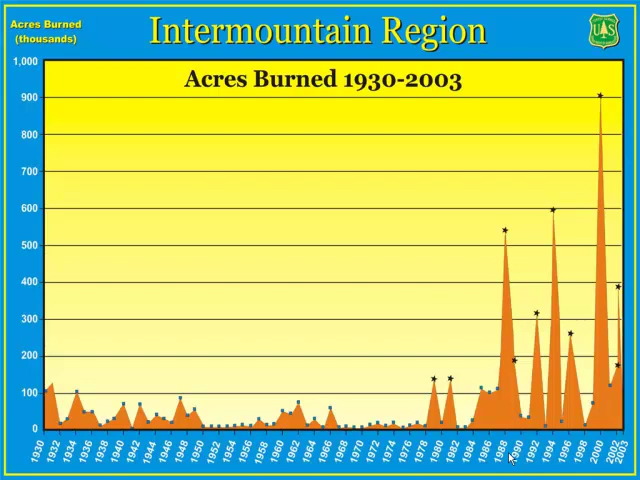 Acres Burned
(thousands)
Intermountain Region
Acres Burned 1930-2003
1,000
900
800
700
600
500
400
300
200
100
0
1930 1932 1934 1936 1938 1940 1942 1944 1946 1948 1950 1952 1954 1956 1958 1960 1962 1964 1966 1968 1970 1972 1974 1976 1978 1980 1982 1984 1986 1988 1990 1992 1994 1996 1998 2000 2002 2003